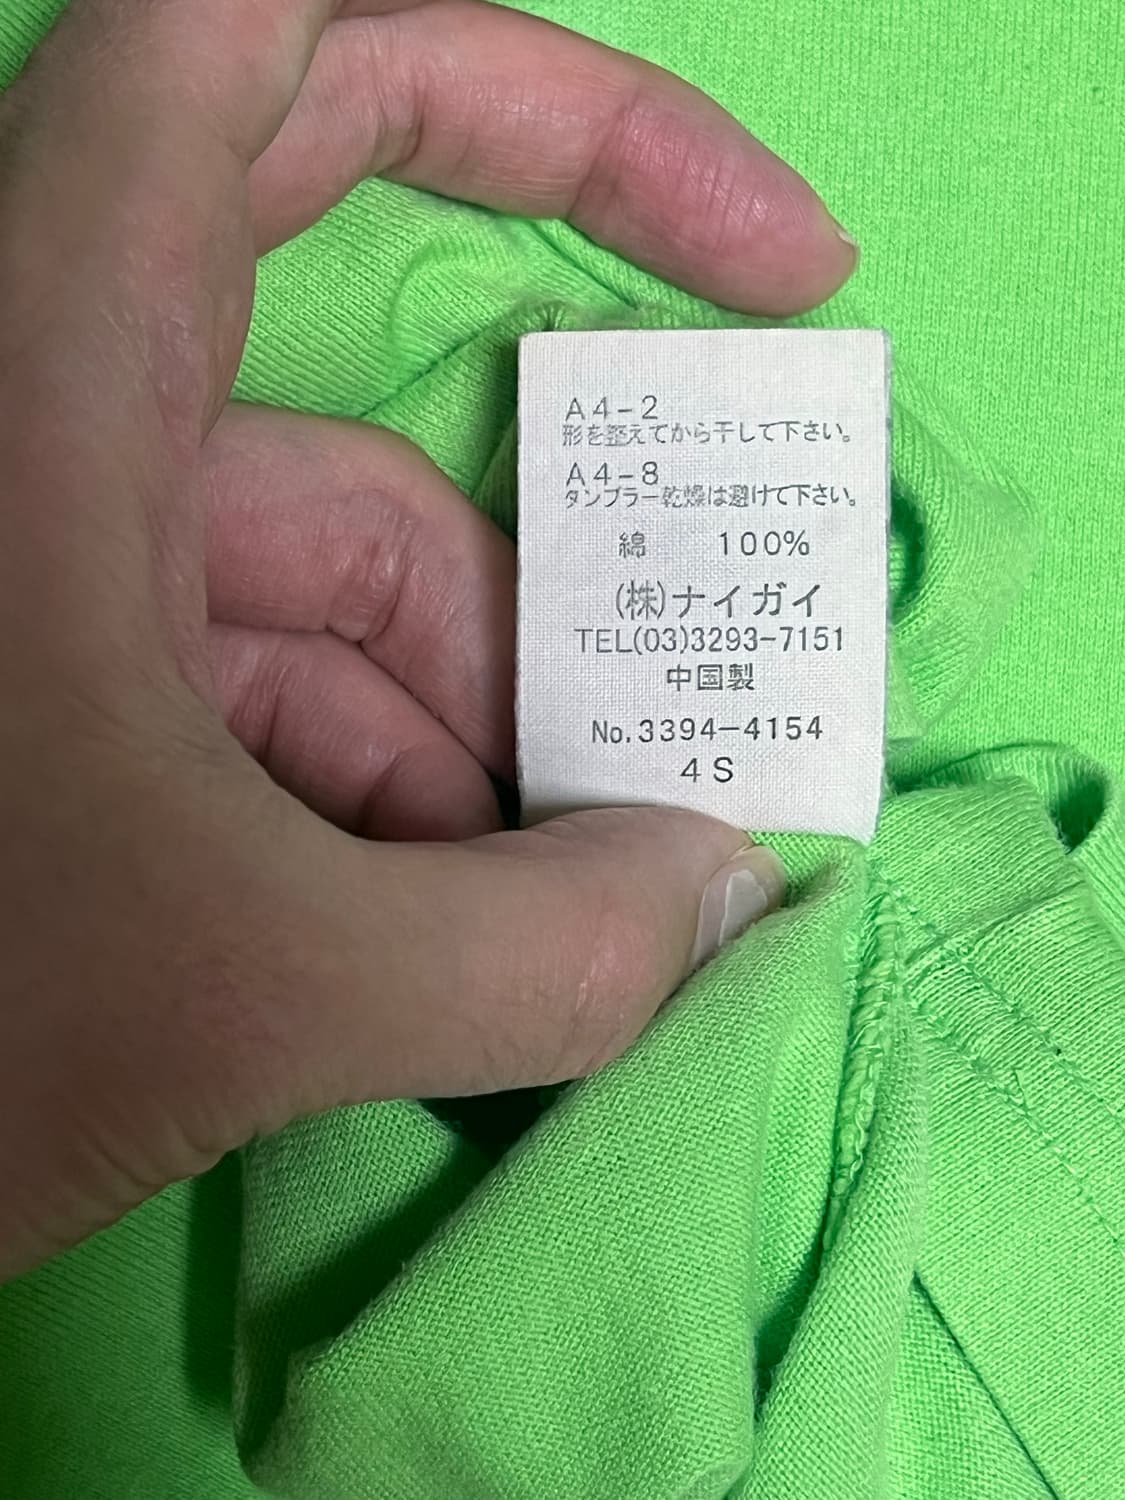 A4-2
形を整えてから干して下さい。
A4-8
タンブラー乾燥は避けて下さい。
綿 100%
(株)ナイガイ
TEL(03)3293-7151
中国製
No.3394-4154
4S